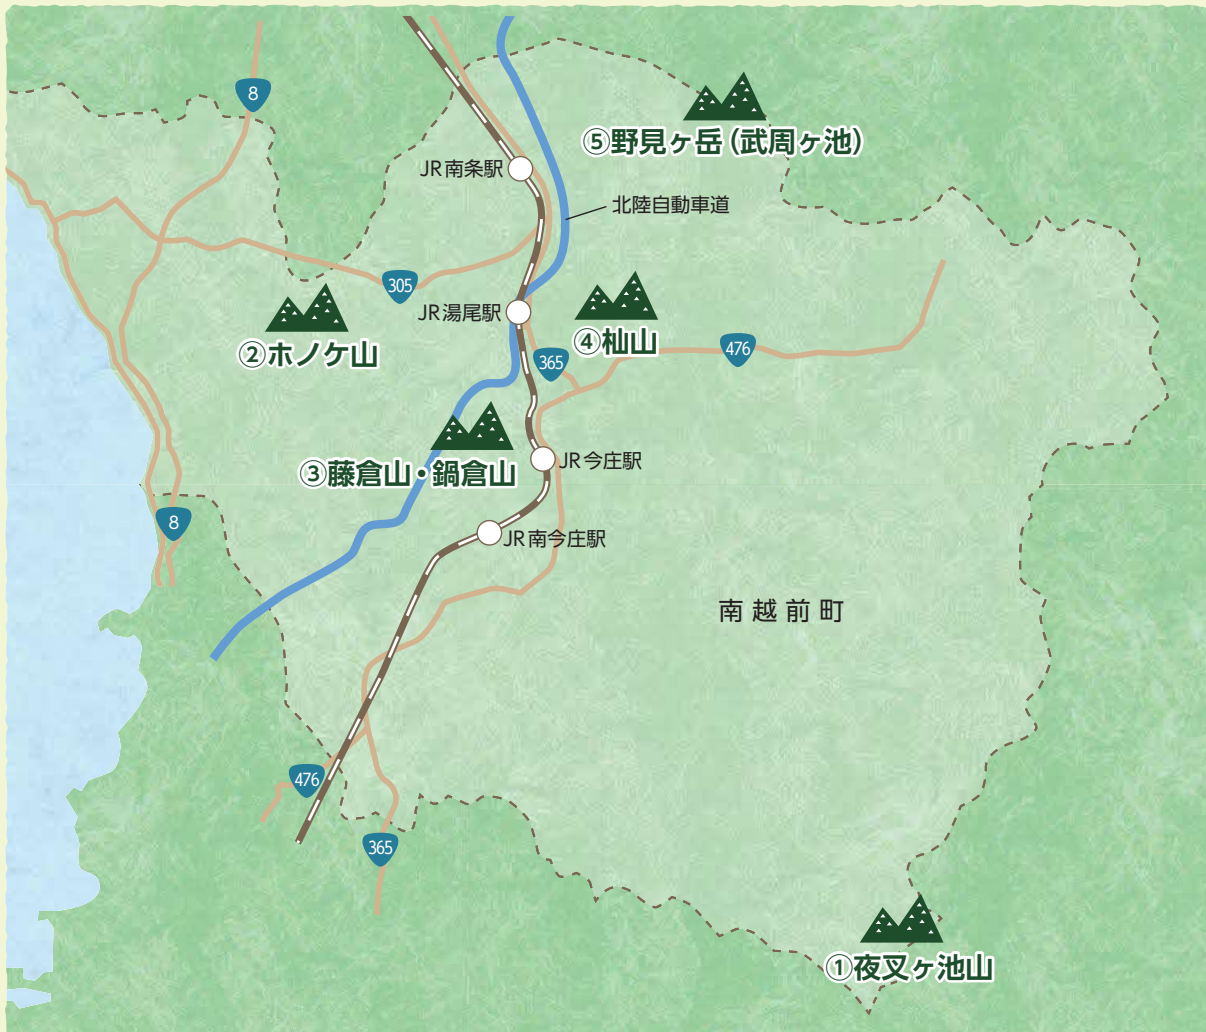 8
⑤野見ヶ岳（武周ヶ池）
JR南条駅
北陸自動車道
305
JR湯尾駅
④杣山
②ホノケ山
365
476
③藤倉山・鍋倉山
JR今庄駅
8
JR南今庄駅
南越前町
476
365
①夜叉ヶ池山